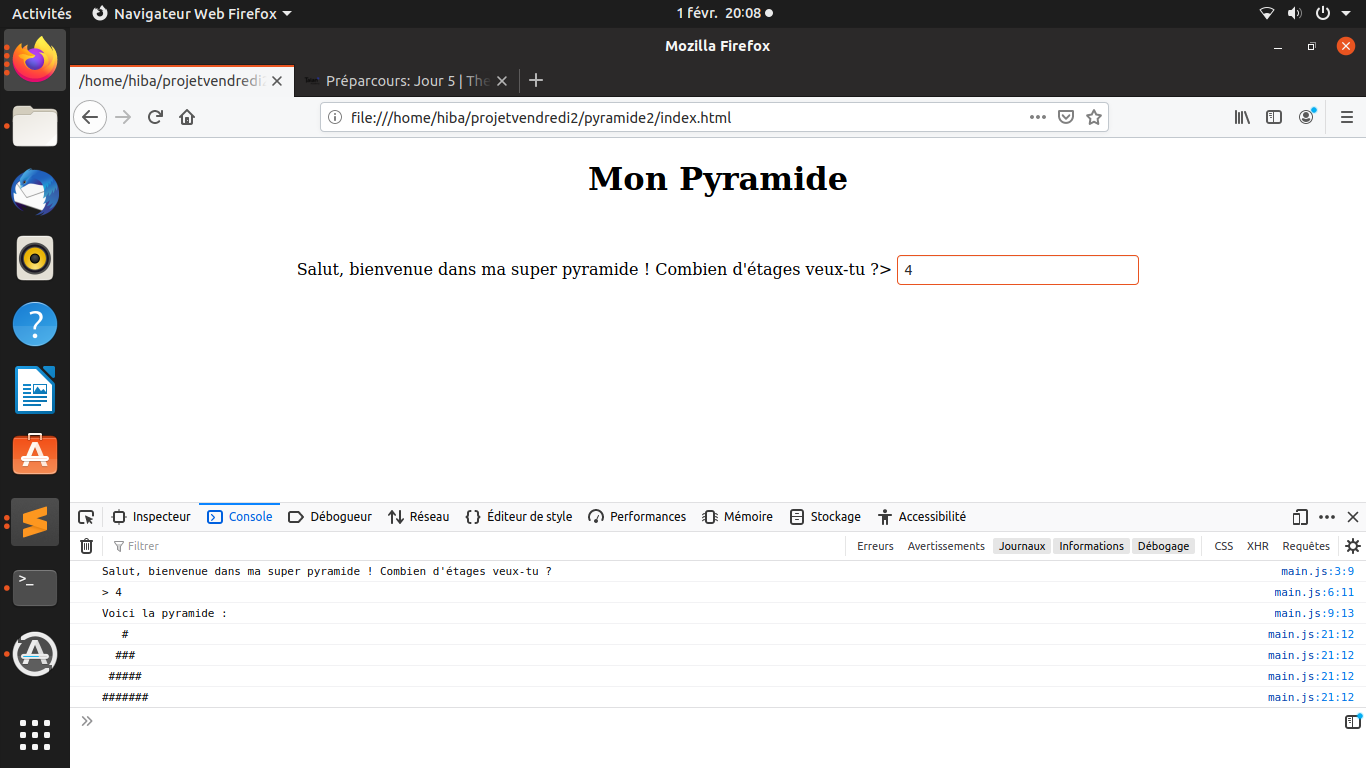 Activités Navigateur Web Firefox 1 févr. 20:08
Mozilla Firefox
/home/hiba/projetvendredi2 Préparcours: Jour 5 | The
file:///home/hiba/projetvendredi2/pyramide2/index.html
Mon Pyramide
Salut, bienvenue dans ma super pyramide ! Combien d'étages veux-tu ?> 4
Inspecteur Console Débogueur Réseau Éditeur de style Performances Mémoire Stockage Accessibilité
Filtrer Erreurs Avertissements Journaux Informations Débogage CSS XHR Requêtes
Salut, bienvenue dans ma super pyramide ! Combien d'étages veux-tu ? main.js:3:9
> 4 main.js:6:11
Voici la pyramide : main.js:9:13
   # main.js:21:12
  ### main.js:21:12
 ##### main.js:21:12
####### main.js:21:12